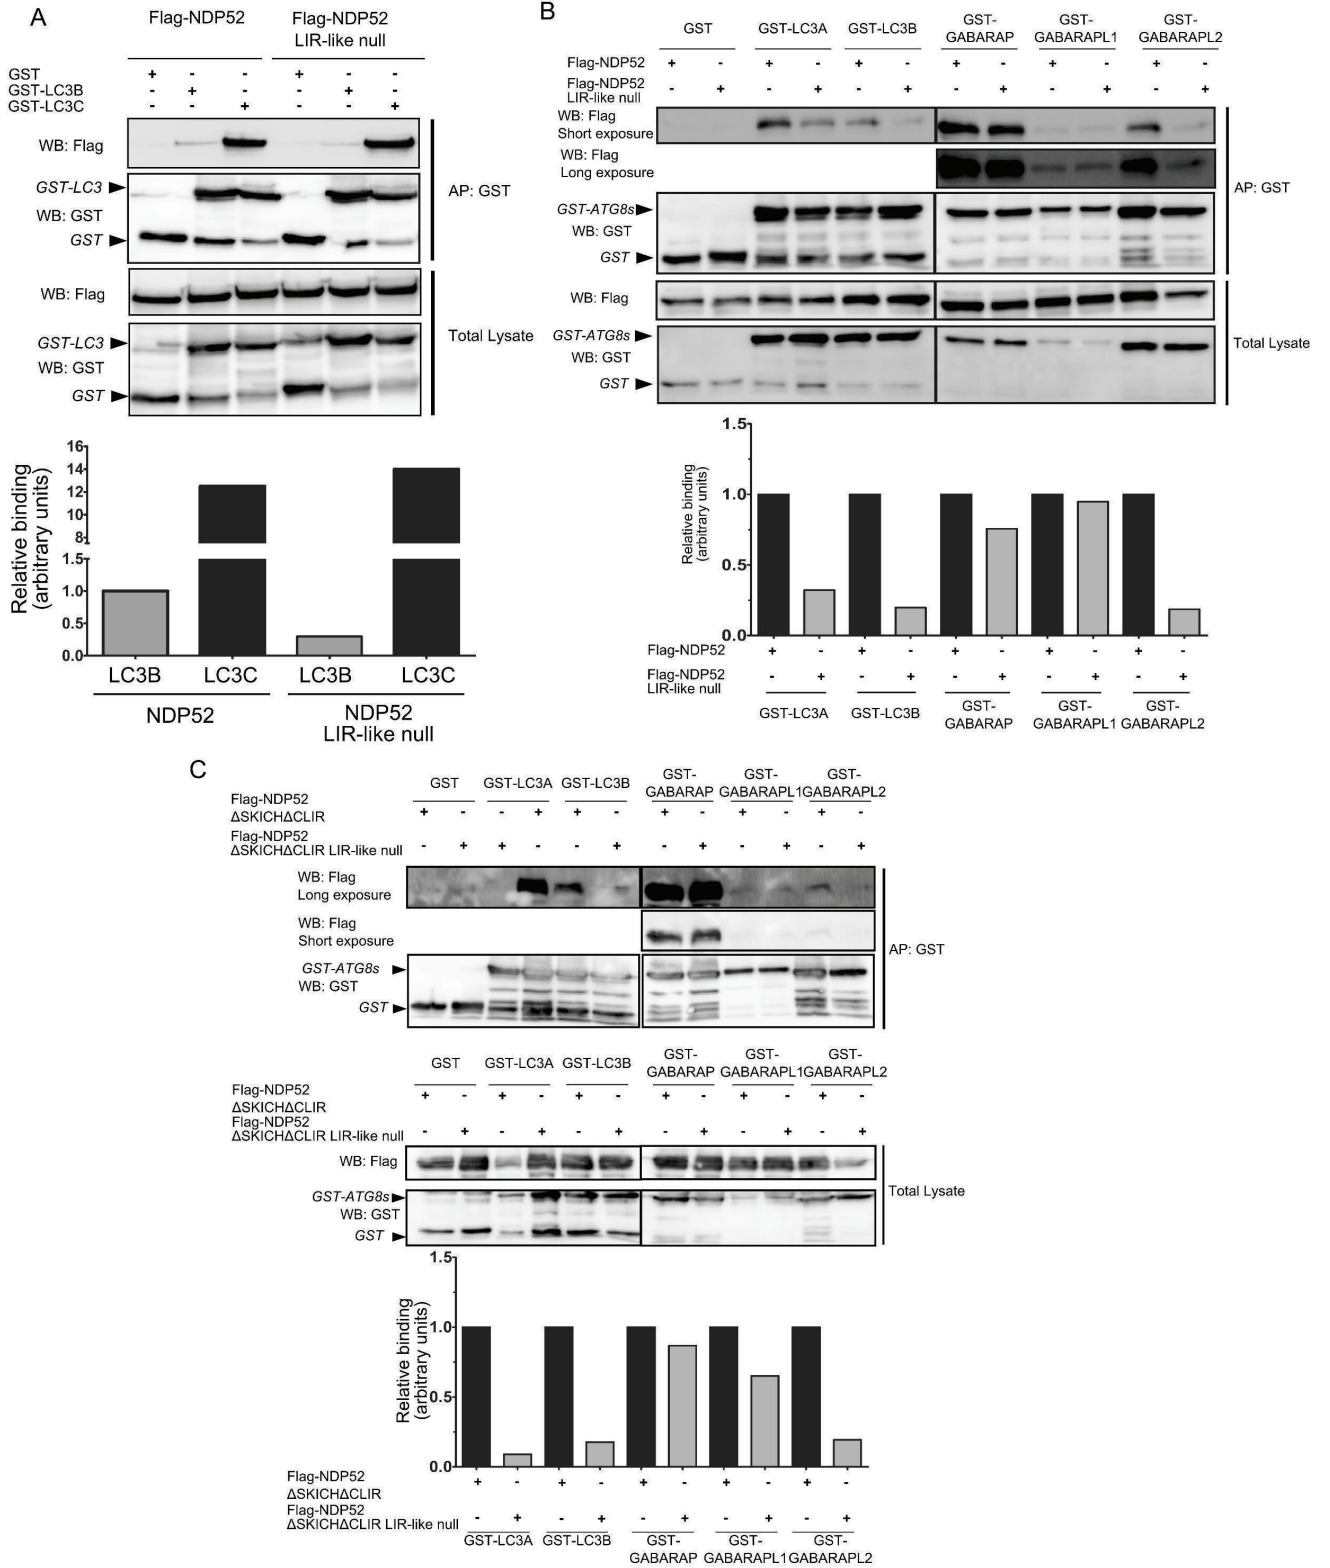 A
Flag-NDP52
Flag-NDP52
LIR-like null
GST + - - + - -
GST-LC3B - + - - + -
GST-LC3C - - + - - +
WB: Flag
GST-LC3
WB: GST
GST
AP: GST
WB: Flag
GST-LC3
WB: GST
GST
Total Lysate
Relative binding
(arbitrary units)
16
14
12
10
8
1.5
1.0
0.5
0.0
LC3B LC3C LC3B LC3C
NDP52
NDP52
LIR-like null
B
GST GST-LC3A GST-LC3B GST-GABARAP GST-GABARAPL1 GST-GABARAPL2
Flag-NDP52 + - + - + - + - + - + -
Flag-NDP52
LIR-like null - + - + - + - + - + - +
WB: Flag
Short exposure
WB: Flag
Long exposure
GST-ATG8s
WB: GST
GST
AP: GST
WB: Flag
GST-ATG8s
WB: GST
GST
Total Lysate
Relative binding
(arbitrary units)
1.5
1.0
0.5
0.0
Flag-NDP52 + - + - + - + - + -
Flag-NDP52
LIR-like null - + - + - + - + - +
GST-LC3A GST-LC3B GST-GABARAP GST-GABARAPL1 GST-GABARAPL2
C
GST GST-LC3A GST-LC3B GST-GABARAP GST-GABARAPL1 GST-GABARAPL2
Flag-NDP52
ΔSKICHΔCLIR + - - + + - + - + - + -
Flag-NDP52
ΔSKICHΔCLIR LIR-like null - + + - - + - + - + - +
WB: Flag
Long exposure
WB: Flag
Short exposure
GST-ATG8s
WB: GST
GST
AP: GST
GST GST-LC3A GST-LC3B GST-GABARAP GST-GABARAPL1 GST-GABARAPL2
Flag-NDP52
ΔSKICHΔCLIR + - + - + - + - + - + -
Flag-NDP52
ΔSKICHΔCLIR LIR-like null - + - + - + - + - + - +
WB: Flag
GST-ATG8s
WB: GST
GST
Total Lysate
Relative binding
(arbitrary units)
1.5
1.0
0.5
0.0
Flag-NDP52
ΔSKICHΔCLIR + - + - + - + - + -
Flag-NDP52
ΔSKICHΔCLIR LIR-like null - + - + - + - + - +
GST-LC3A GST-LC3B GST-GABARAP GST-GABARAPL1 GST-GABARAPL2